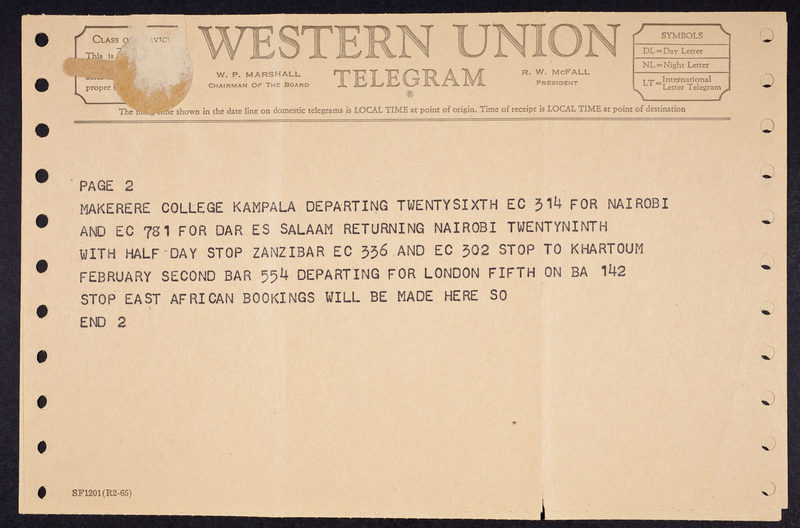 CLASS O VICE
This is
proper
WESTERN UNION
TELEGRAM
®
W. P. MARSHALL
CHAIRMAN OF THE BOARD
R. W. McFALL
PRESIDENT
SYMBOLS
DL=Day Letter
NL=Night Letter
LT=International Letter Telegram
The filing time shown in the date line on domestic telegrams is LOCAL TIME at point of origin. Time of receipt is LOCAL TIME at point of destination
PAGE 2
MAKERERE COLLEGE KAMPALA DEPARTING TWENTYSIXTH EC 314 FOR NAIROBI
AND EC 781 FOR DAR ES SALAAM RETURNING NAIROBI TWENTYNINTH
WITH HALF DAY STOP ZANZIBAR EC 336 AND EC 302 STOP TO KHARTOUM
FEBRUARY SECOND BAR 554 DEPARTING FOR LONDON FIFTH ON BA 142
STOP EAST AFRICAN BOOKINGS WILL BE MADE HERE SO
END 2
SF1201(R2-65)